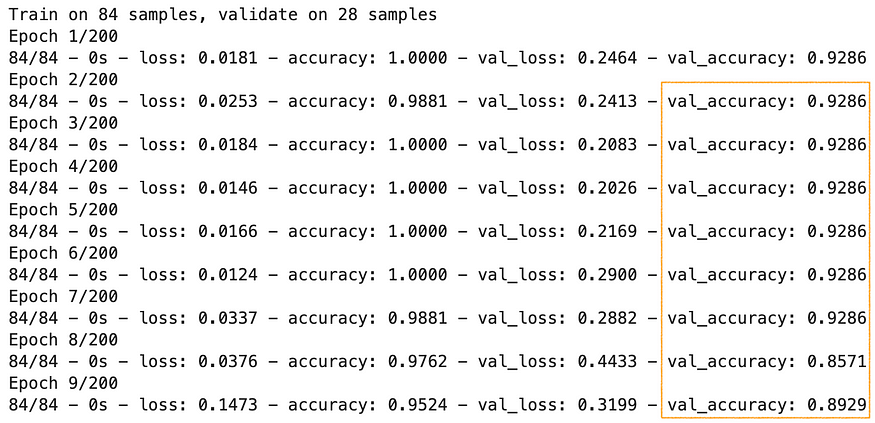 Train on 84 samples, validate on 28 samples
Epoch 1/200
84/84 – 0s – loss: 0.0181 – accuracy: 1.0000 – val_loss: 0.2464 – val_accuracy: 0.9286
Epoch 2/200
84/84 – 0s – loss: 0.0253 – accuracy: 0.9881 – val_loss: 0.2413 – val_accuracy: 0.9286
Epoch 3/200
84/84 – 0s – loss: 0.0184 – accuracy: 1.0000 – val_loss: 0.2083 – val_accuracy: 0.9286
Epoch 4/200
84/84 – 0s – loss: 0.0146 – accuracy: 1.0000 – val_loss: 0.2026 – val_accuracy: 0.9286
Epoch 5/200
84/84 – 0s – loss: 0.0166 – accuracy: 1.0000 – val_loss: 0.2169 – val_accuracy: 0.9286
Epoch 6/200
84/84 – 0s – loss: 0.0124 – accuracy: 1.0000 – val_loss: 0.2900 – val_accuracy: 0.9286
Epoch 7/200
84/84 – 0s – loss: 0.0337 – accuracy: 0.9881 – val_loss: 0.2882 – val_accuracy: 0.9286
Epoch 8/200
84/84 – 0s – loss: 0.0376 – accuracy: 0.9762 – val_loss: 0.4433 – val_accuracy: 0.8571
Epoch 9/200
84/84 – 0s – loss: 0.1473 – accuracy: 0.9524 – val_loss: 0.3199 – val_accuracy: 0.8929